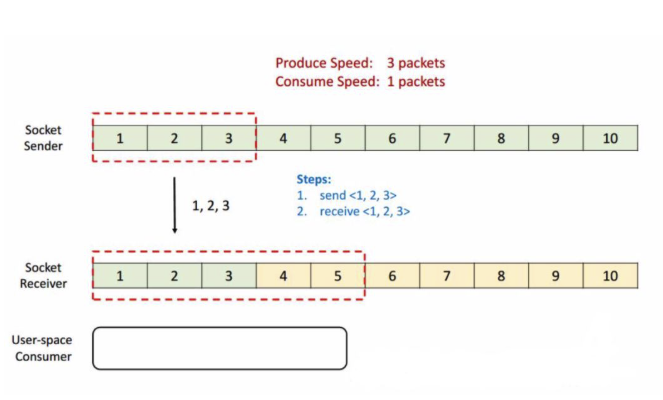 Produce Speed: 3 packets
Consume Speed: 1 packets
Socket
Sender
1 2 3 4 5 6 7 8 9 10
1, 2, 3
Steps:
1. send <1, 2, 3>
2. receive <1, 2, 3>
Socket
Receiver
1 2 3 4 5 6 7 8 9 10
User-space
Consumer